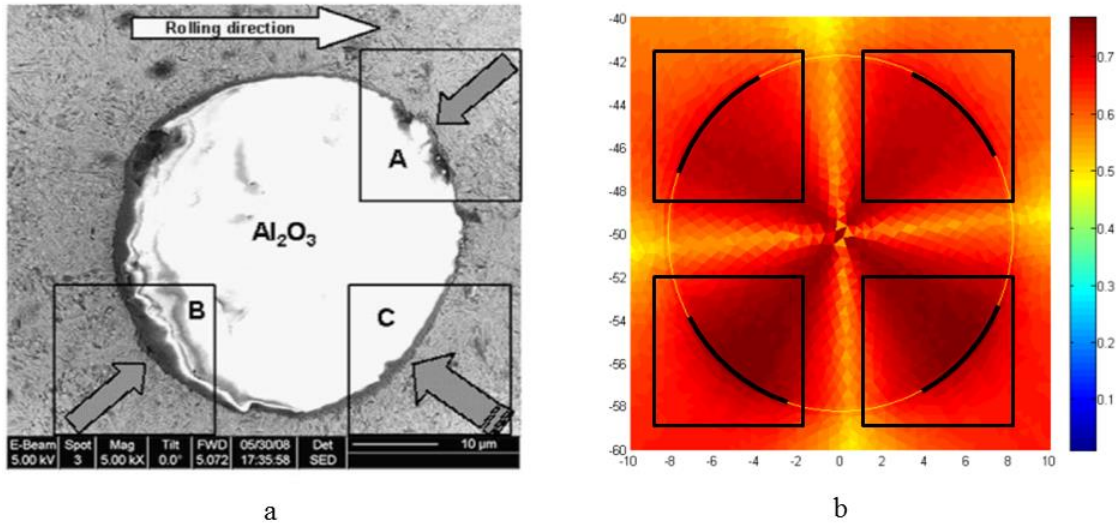 Rolling direction
A
Al₂O₃
B
C
E-Beam Spot Mag Tilt FWD 05/30/08 Det
5.00 kV 3 5.00 kX 0.0° 5.072 17:35:58 SED 10 µm
a
-40
-42
-44
-46
-48
-50
-52
-54
-56
-58
-60
-10 -8 -6 -4 -2 0 2 4 6 8 10
0.7
0.6
0.5
0.4
0.3
0.2
0.1
b